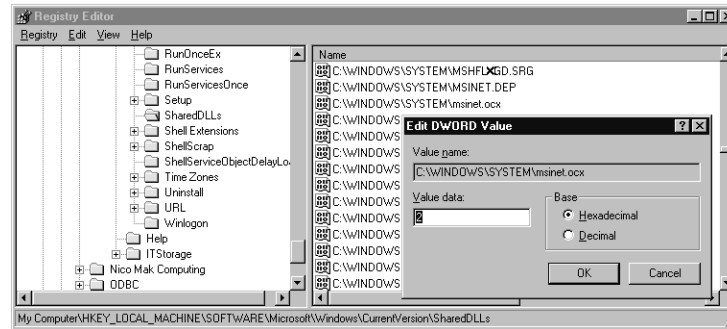 Registry Editor
Registry Edit View Help
RunOnceEx
RunServices
RunServicesOnce
Setup
SharedDLLs
Shell Extensions
ShellScrap
ShellServiceObjectDelayLo
Time Zones
Uninstall
URL
Winlogon
Help
ITStorage
Nico Mak Computing
ODBC
Name
C:\WINDOWS\SYSTEM\MSHFLXGD.SRG
C:\WINDOWS\SYSTEM\MSINET.DEP
C:\WINDOWS\SYSTEM\msinet.ocx
C:\WINDOWS
C:\WINDOWS
C:\WINDOWS
C:\WINDOWS
C:\WINDOWS
C:\WINDOWS
C:\WINDOWS
C:\WINDOWS
C:\WINDOWS
C:\WINDOWS
C:\WINDOWS
Edit DWORD Value
Value name:
C:\WINDOWS\SYSTEM\msinet.ocx
Value data:
2
Base
Hexadecimal
Decimal
OK Cancel
My Computer\HKEY_LOCAL_MACHINE\SOFTWARE\Microsoft\Windows\CurrentVersion\SharedDLLs